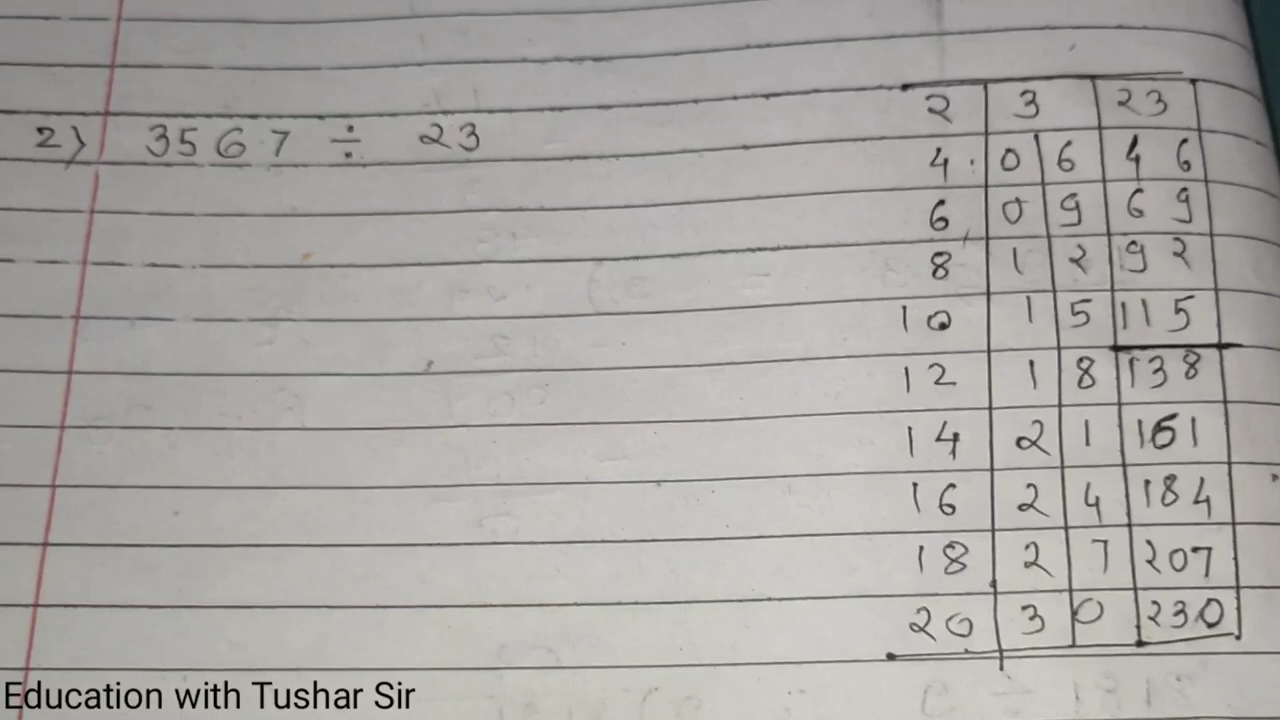 2) 3567 ÷ 23
2 3 23
4 0 6 46
6 0 9 69
8 1 2 92
10 1 5 115
12 1 8 138
14 2 1 161
16 2 4 184
18 2 7 207
20 3 0 230
Education with Tushar Sir